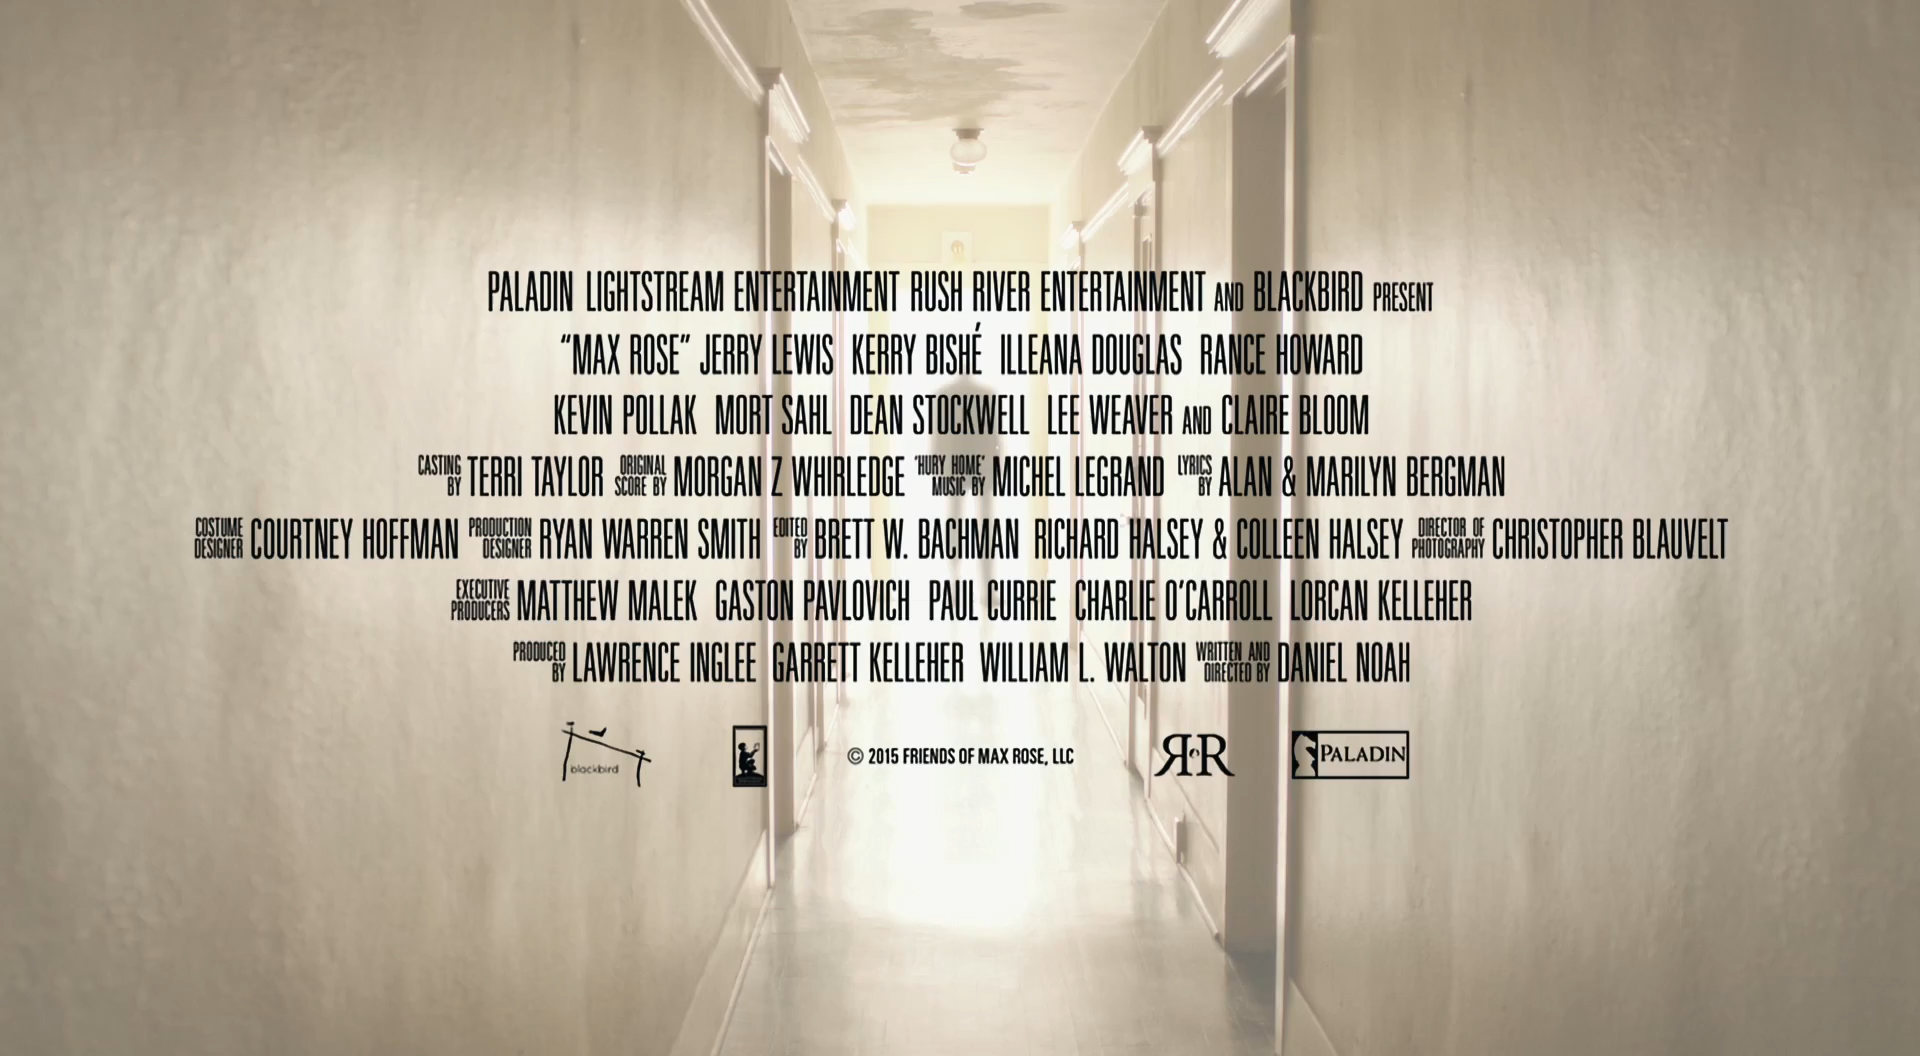 PALADIN LIGHTSTREAM ENTERTAINMENT RUSH RIVER ENTERTAINMENT AND BLACKBIRD PRESENT
“MAX ROSE” JERRY LEWIS KERRY BISHÉ ILLEANA DOUGLAS RANCE HOWARD
KEVIN POLLAK MORT SAHL DEAN STOCKWELL LEE WEAVER AND CLAIRE BLOOM
CASTING BY TERRI TAYLOR ORIGINAL SCORE BY MORGAN Z WHIRLEDGE ‘HURY HOME’ MUSIC BY MICHEL LEGRAND LYRICS BY ALAN & MARILYN BERGMAN
COSTUME DESIGNER COURTNEY HOFFMAN PRODUCTION DESIGNER RYAN WARREN SMITH EDITED BY BRETT W. BACHMAN RICHARD HALSEY & COLLEEN HALSEY DIRECTOR OF PHOTOGRAPHY CHRISTOPHER BLAUVELT
EXECUTIVE PRODUCERS MATTHEW MALEK GASTON PAVLOVICH PAUL CURRIE CHARLIE O’CARROLL LORCAN KELLEHER
PRODUCED BY LAWRENCE INGLEE GARRETT KELLEHER WILLIAM L. WALTON WRITTEN AND DIRECTED BY DANIEL NOAH
blackbird © 2015 FRIENDS OF MAX ROSE, LLC RR PALADIN